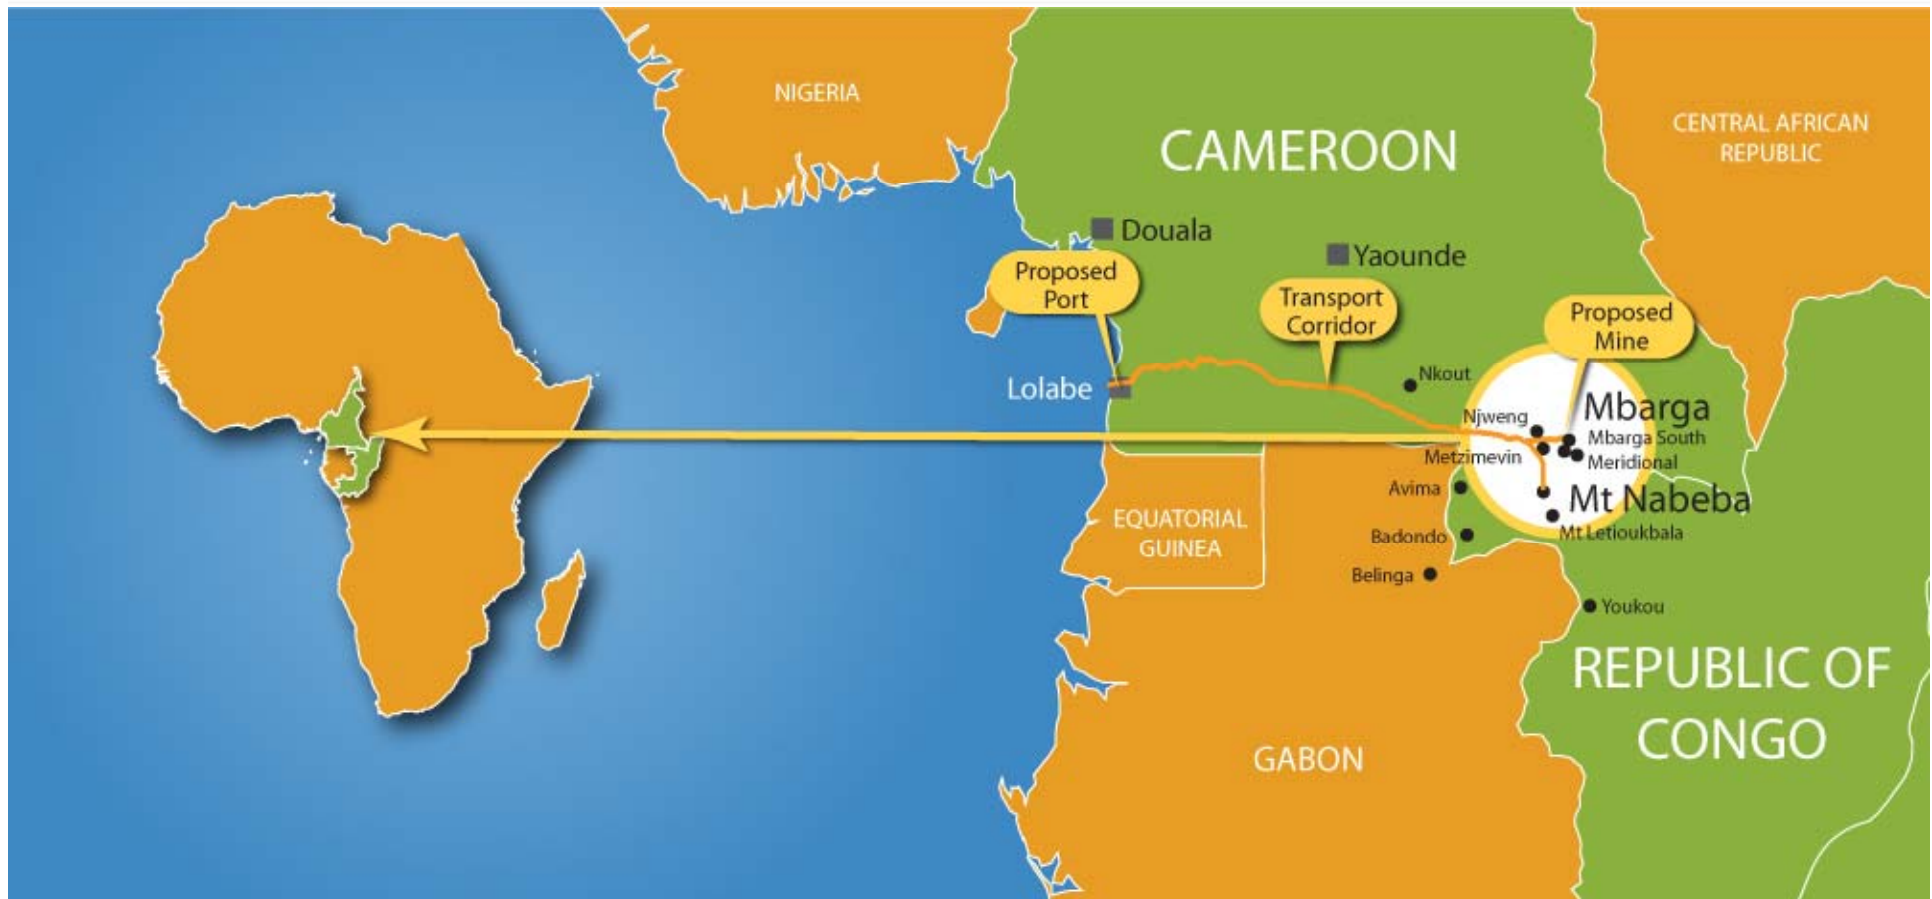 NIGERIA
CAMEROON
CENTRAL AFRICAN
REPUBLIC
Douala
Yaounde
Proposed
Port
Transport
Corridor
Proposed
Mine
Lolabe
Nkout
Mbarga
Njweng
Mbarga South
Metzimevin
Meridional
Avima
Mt Nabeba
EQUATORIAL
GUINEA
Badondo
Mt Letioukbala
Belinga
Youkou
REPUBLIC OF
CONGO
GABON